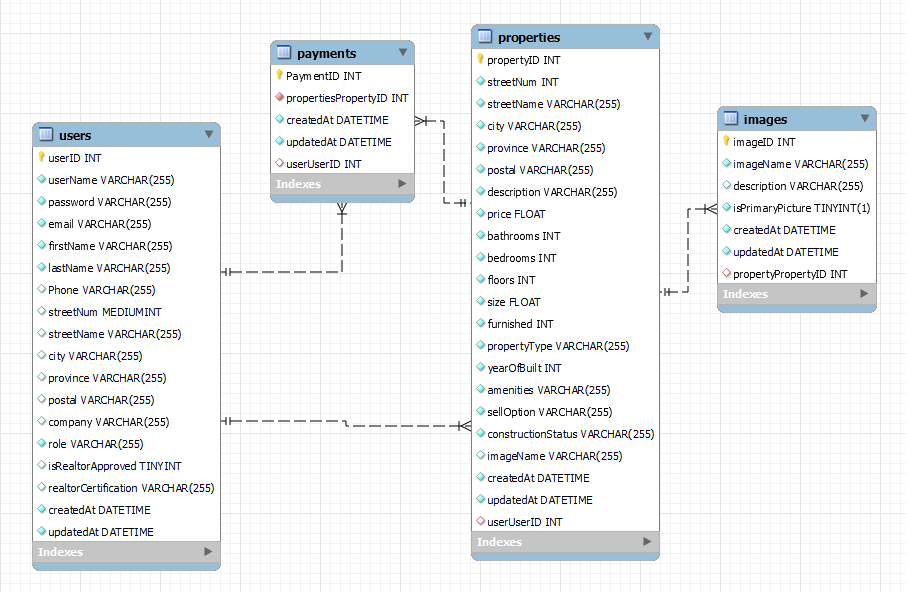 users
userID INT
userName VARCHAR(255)
password VARCHAR(255)
email VARCHAR(255)
firstName VARCHAR(255)
lastName VARCHAR(255)
Phone VARCHAR(255)
streetNum MEDIUMINT
streetName VARCHAR(255)
city VARCHAR(255)
province VARCHAR(255)
postal VARCHAR(255)
company VARCHAR(255)
role VARCHAR(255)
isRealtorApproved TINYINT
realtorCertification VARCHAR(255)
createdAt DATETIME
updatedAt DATETIME
Indexes
payments
PaymentID INT
propertiesPropertyID INT
createdAt DATETIME
updatedAt DATETIME
userUserID INT
Indexes
properties
propertyID INT
streetNum INT
streetName VARCHAR(255)
city VARCHAR(255)
province VARCHAR(255)
postal VARCHAR(255)
description VARCHAR(255)
price FLOAT
bathrooms INT
bedrooms INT
floors INT
size FLOAT
furnished INT
propertyType VARCHAR(255)
yearOfBuilt INT
amenities VARCHAR(255)
sellOption VARCHAR(255)
constructionStatus VARCHAR(255)
imageName VARCHAR(255)
createdAt DATETIME
updatedAt DATETIME
userUserID INT
Indexes
images
imageID INT
imageName VARCHAR(255)
description VARCHAR(255)
isPrimaryPicture TINYINT(1)
createdAt DATETIME
updatedAt DATETIME
propertyPropertyID INT
Indexes